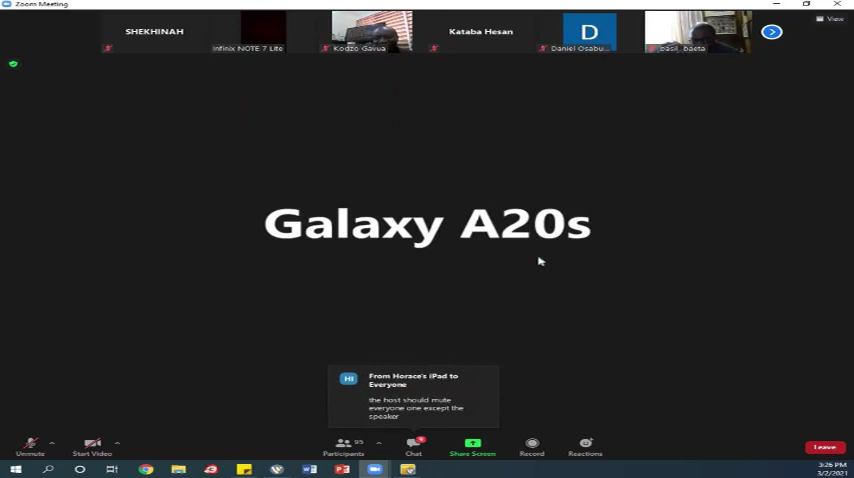 Zoom Meeting
View
SHEKHINAH
Infinix NOTE 7 Lite
Kodzo Gavua
Kataba Hesan
D
Daniel Osabu...
basil_baeta
Galaxy A20s
HI
From Horace's iPad to
Everyone
the host should mute
everyone one except the
speaker
95
Unmute
Start Video
Participants
Chat
Share Screen
Record
Reactions
Leave
3:26 PM
3/2/2021